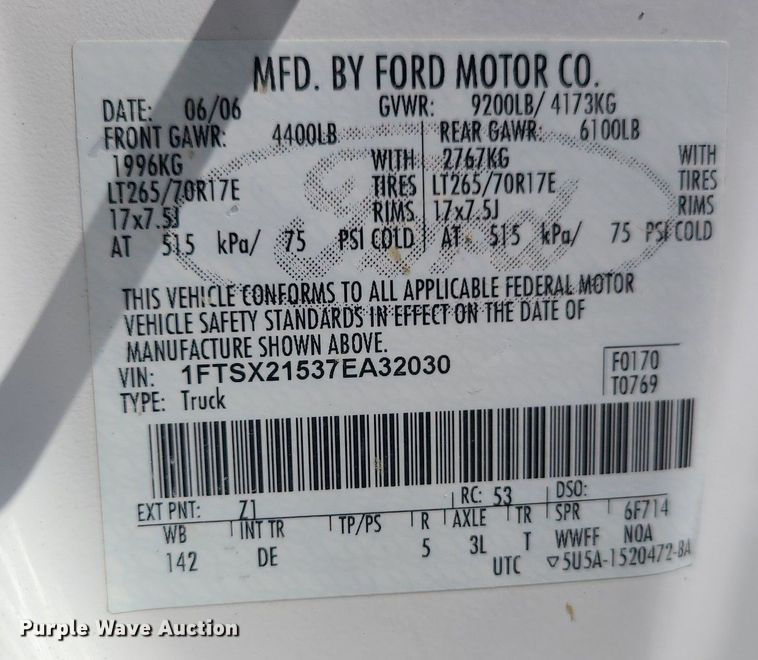 MFD. BY FORD MOTOR CO.
DATE: 06/06 GVWR: 9200LB/ 4173KG
FRONT GAWR: 4400LB REAR GAWR: 6100LB
1996KG WITH 2767KG WITH
LT265/70R17E TIRES LT265/70R17E TIRES
17x7.5J RIMS 17x7.5J RIMS
AT 515 kPa/ 75 PSI COLD AT 515 kPa/ 75 PSI COLD
Ford
THIS VEHICLE CONFORMS TO ALL APPLICABLE FEDERAL MOTOR
VEHICLE SAFETY STANDARDS IN EFFECT ON THE DATE OF
MANUFACTURE SHOWN ABOVE.
VIN: 1FTSX21537EA32030 F0170
TYPE: Truck T0769
EXT PNT: Z1 RC: 53 DSO:
WB INT TR TP/PS R AXLE TR SPR 6F714
142 DE 5 3L T WWFF NOA
UTC ▽5U5A-1520472-BA
Purple Wave Auction